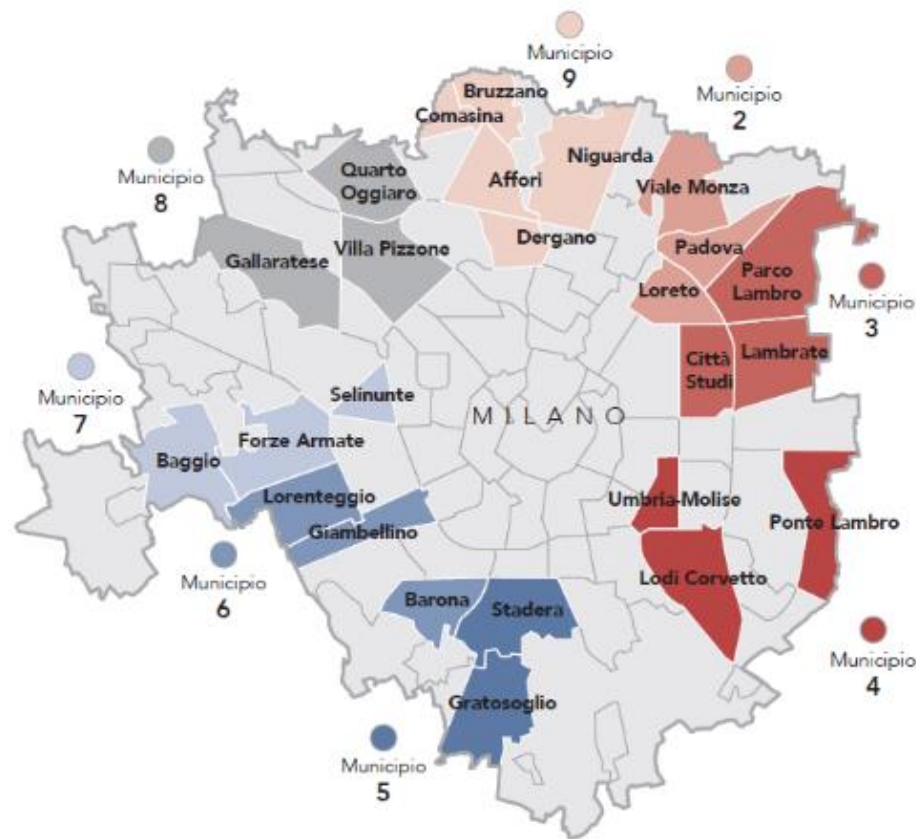 Municipio
9
Municipio
2
Bruzzano
Comasina
Niguarda
Affori
Viale Monza
Municipio
8
Quarto
Oggiaro
Dergano
Padova
Villa Pizzone
Gallaratese
Parco
Lambro
Loreto
Municipio
3
Città
Studi
Lambrate
Municipio
7
Selinunte
MILANO
Forze Armate
Baggio
Lorenteggio
Umbria-Molise
Ponte Lambro
Giambellino
Municipio
6
Lodi Corvetto
Barona
Stadera
Municipio
4
Gratosoglio
Municipio
5